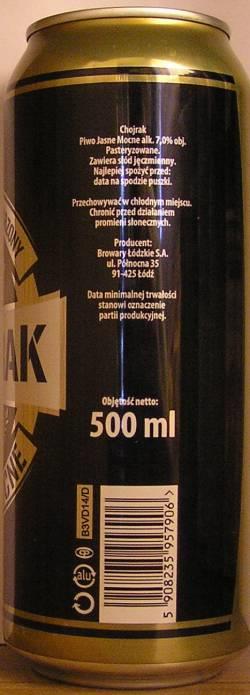 Chojrak
Piwo Jasne Mocne alk. 7,0% obj.
Pasteryzowane.
Zawiera słód jęczmienny.
Najlepiej spożyć przed:
data na spodzie puszki.
Przechowywać w chłodnym miejscu.
Chronić przed działaniem
promieni słonecznych.
Producent:
Browary Łódzkie S.A.
ul. Północna 35
91-425 Łódź
Data minimalnej trwałości
stanowi oznaczenie
partii produkcyjnej.
AK
Objętość netto:
500 ml
B3VD14/D
alu
5 908235 957906 >